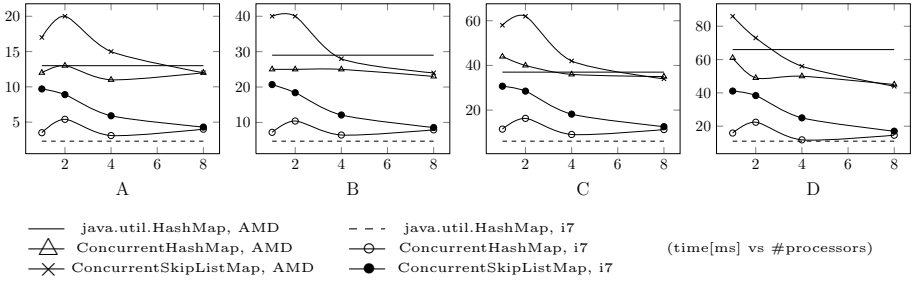 20
15
10
5
2 4 6 8
A
40
30
20
10
2 4 6 8
B
60
40
20
2 4 6 8
C
80
60
40
20
2 4 6 8
D
java.util.HashMap, AMD
ConcurrentHashMap, AMD
ConcurrentSkipListMap, AMD
java.util.HashMap, i7
ConcurrentHashMap, i7
ConcurrentSkipListMap, i7
(time[ms] vs #processors)